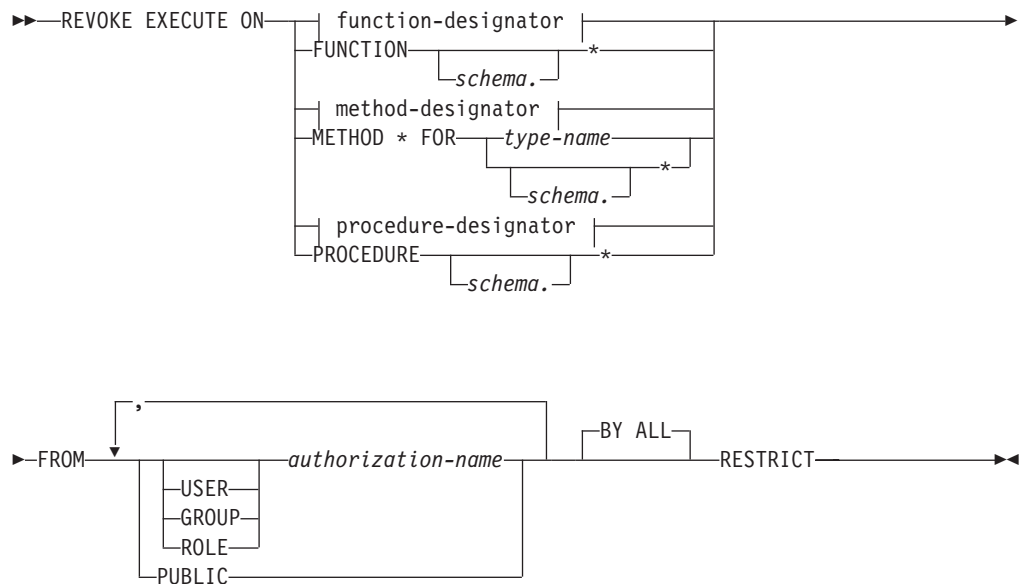 REVOKE EXECUTE ON function-designator
FUNCTION *
schema.
method-designator
METHOD * FOR type-name
*
schema.
procedure-designator
PROCEDURE *
schema.
,
BY ALL
FROM authorization-name RESTRICT
USER
GROUP
ROLE
PUBLIC